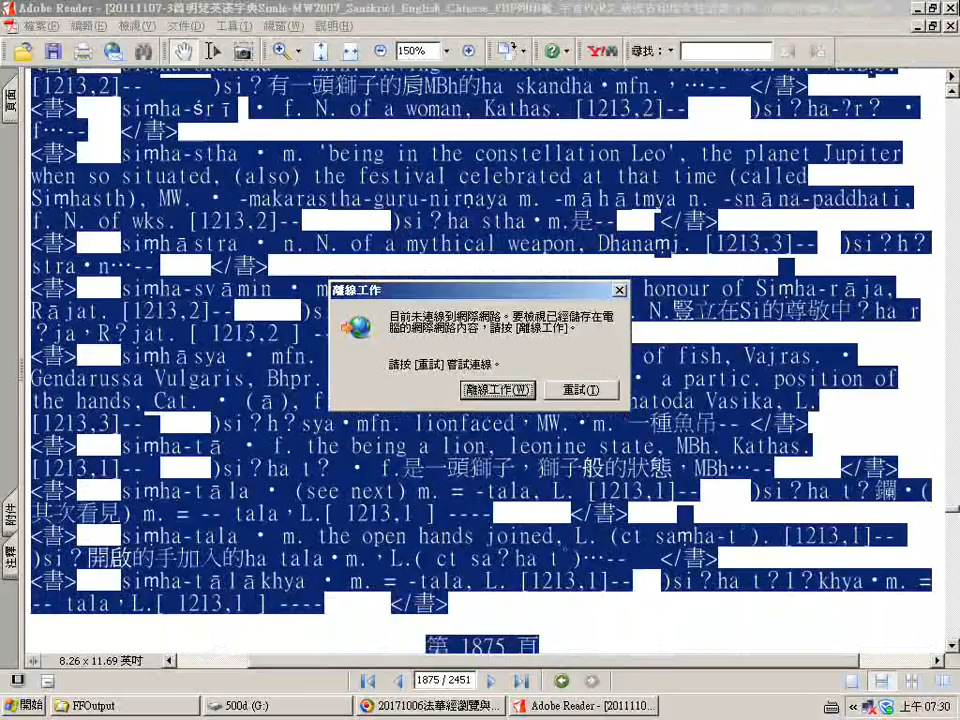 Adobe Reader - [20111107-3
檔案(F) 編輯(E) 檢視(V) 文件(D) 工具(T) 視窗(W) 說明(H)
150% Y! 尋找：
頁面
[1213,2]-- )si？有一頭獅子的肩MBh的ha skandha・mfn. ,…-- </書>
<書> siṃha-śrī ・ f. N. of a woman, Kathas. [1213,2]-- )si？ha-?r？ ・
f…-- </書>
<書> siṃha-stha ・ m. 'being in the constellation Leo', the planet Jupiter
when so situated, (also) the festival celebrated at that time (called
Siṃhasth), MW. ・ -makarastha-guru-nirṇaya m. -māhātmya n. -snāna-paddhati,
f. N. of wks. [1213,2]-- )si？ha stha・m.是-- </書>
<書> siṃhāstra ・ n. N. of a mythical weapon, Dhanaṃj. [1213,3]-- )si？h？
stra・n…-- </書>
<書> siṃha-svāmin ・ m. honour of Siṃha-rāja,
Rājat. [1213,2]-- )s N.豎立在Si的尊敬中？ha r
？ja, R？jat. [ 1213,2 ] --
<書> siṃhāsya ・ mfn. of fish, Vajras. ・
Gendarussa Vulgaris, Bhpr. a partic. position of
the hands, Cat. ・ (ā), f. hatoda Vasika, L.
[1213,3]-- )si？h？sya・mfn. lionfaced，MW.・m. 一種魚吊-- </書>
<書> siṃha-tā ・ f. the being a lion, leonine state, MBh. Kathas.
[1213,1]-- )si？ha t？ ・ f.是一頭獅子，獅子般的狀態，MBh…-- </書>
<書> siṃha-tāla ・ (see next) m. = -tala, L. [1213,1]-- )si？ha t？鑭・(
其次看見) m. = -- tala，L.[ 1213,1 ] ---- </書>
<書> siṃha-tala ・ m. the open hands joined, L. (ct saṃha-t˚). [1213,1]--
)si？開啟的手加入的ha tala・m. , L.( ct sa？ha t˚)…-- </書>
<書> siṃha-tālākhya ・ m. = -tala, L. [1213,1]-- )si？ha t？l？khya・m. =
-- tala，L.[ 1213,1 ] ---- </書>
第 1875 頁
離線工作
目前未連線到網際網路。要檢視已經儲存在電
腦的網際網路內容，請按 [離線工作]。
請按 [重試] 嘗試連線。
離線工作(W) 重試(T)
附件
注釋
8.26 x 11.69 英吋
1875 / 2451
開始 FFOutput 500d (G:) 20171006法華經瀏覽與... Adobe Reader - [2011110... 上午 07:30